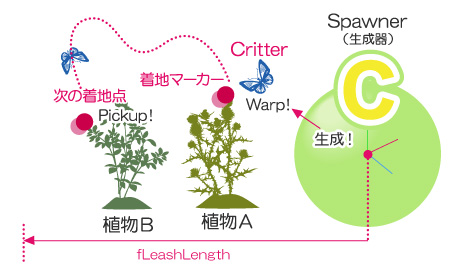 Spawner
(生成器)
C
Critter
着地マーカー
次の着地点
Pickup!
Warp!
生成!
植物B
植物A
fLeashLength